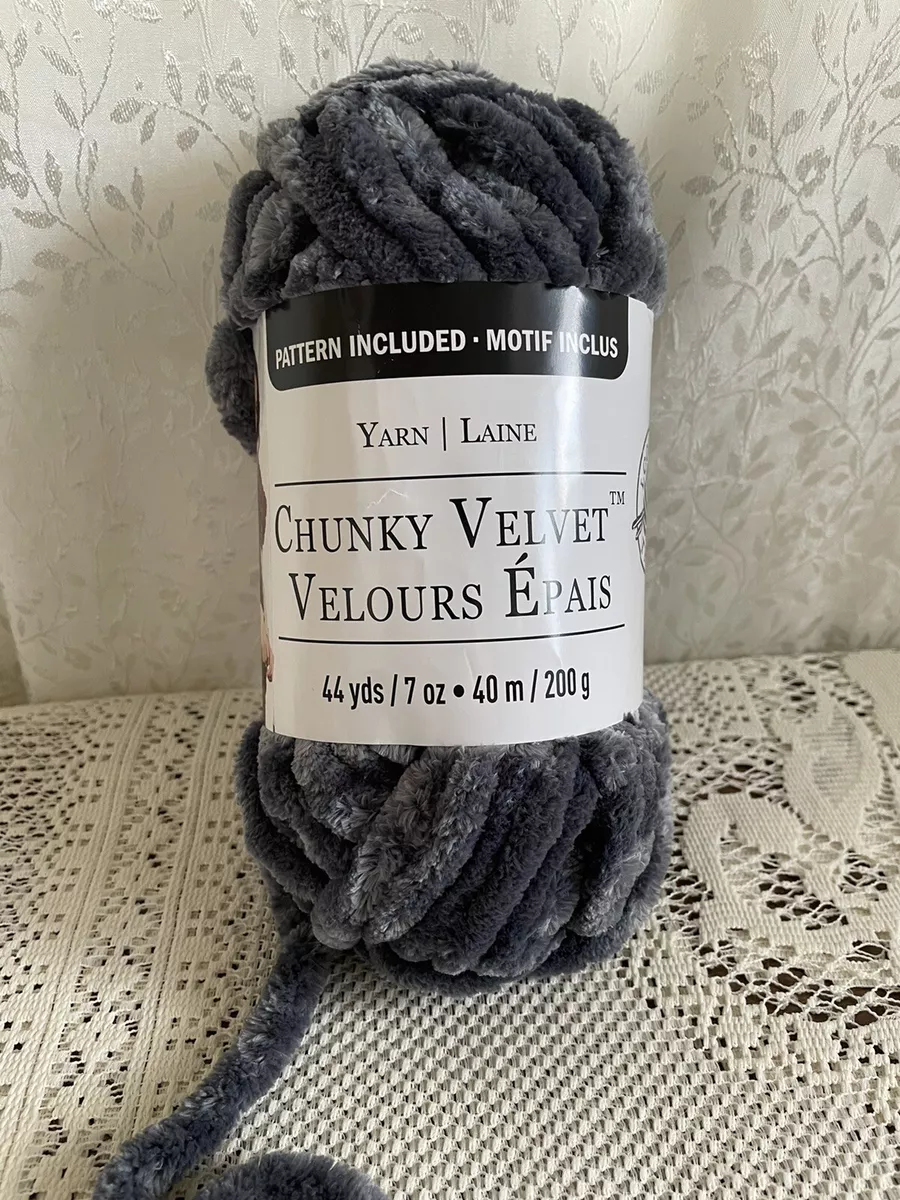 PATTERN INCLUDED · MOTIF INCLUS
YARN | LAINE
CHUNKY VELVET™
VELOURS ÉPAIS
44 yds / 7 oz • 40 m / 200 g